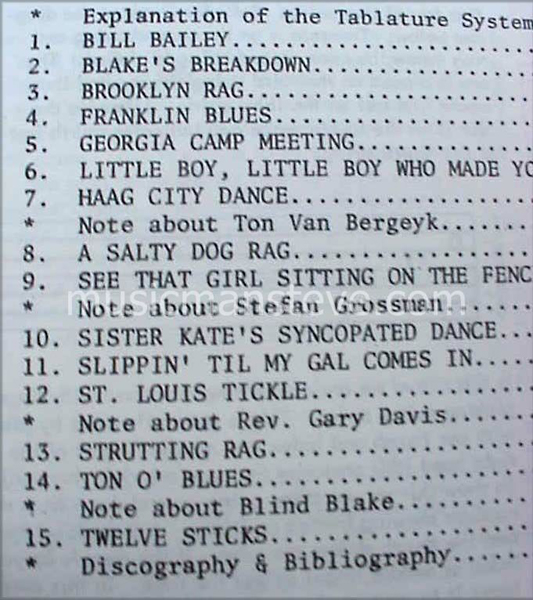 * Explanation of the Tablature System
1. BILL BAILEY....................
2. BLAKE'S BREAKDOWN...............
3. BROOKLYN RAG...................
4. FRANKLIN BLUES.................
5. GEORGIA CAMP MEETING............
6. LITTLE BOY, LITTLE BOY WHO MADE YO
7. HAAG CITY DANCE................
* Note about Ton Van Bergeyk......
8. A SALTY DOG RAG................
9. SEE THAT GIRL SITTING ON THE FENC
musicmansteve.com
* Note about Stefan Grossman......
10. SISTER KATE'S SYNCOPATED DANCE...
11. SLIPPIN' TIL MY GAL COMES IN.....
12. ST. LOUIS TICKLE...............
* Note about Rev. Gary Davis......
13. STRUTTING RAG..................
14. TON O' BLUES...................
* Note about Blind Blake..........
15. TWELVE STICKS..................
* Discography & Bibliography......